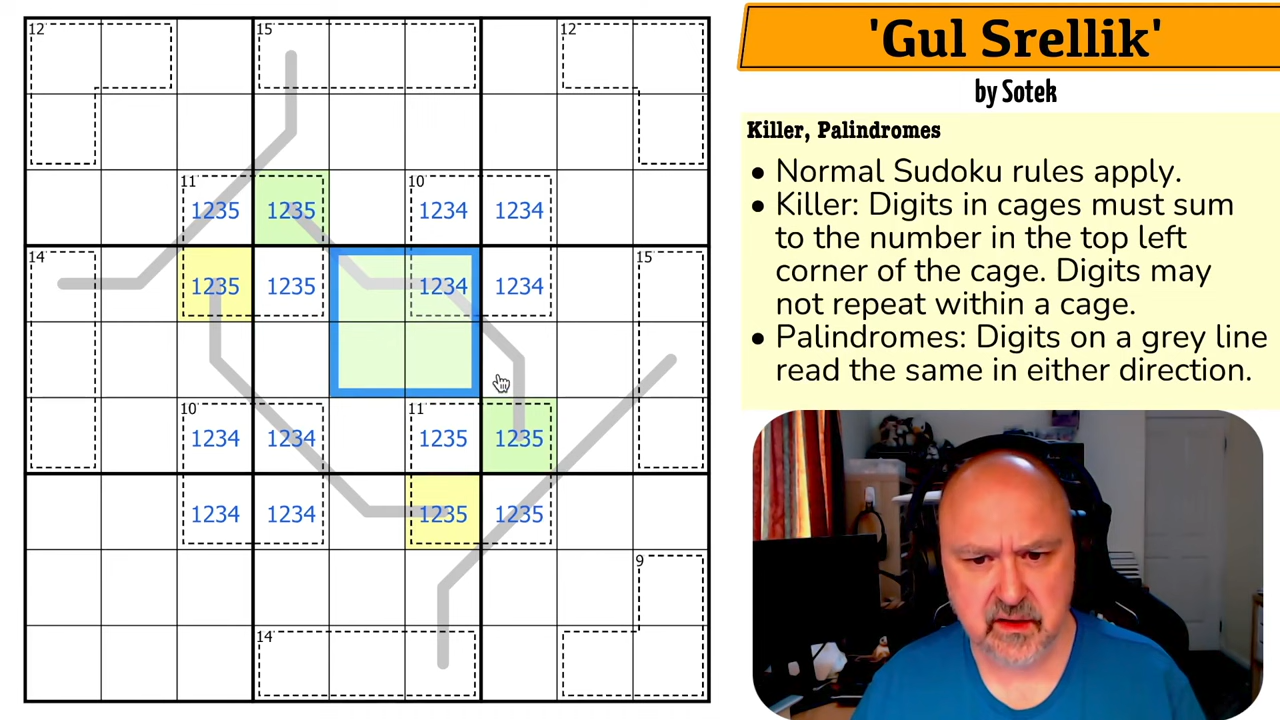 'Gul Srellik'
by Sotek
Killer, Palindromes
• Normal Sudoku rules apply.
• Killer: Digits in cages must sum
to the number in the top left
corner of the cage. Digits may
not repeat within a cage.
• Palindromes: Digits on a grey line
read the same in either direction.
12 15 12
11 10
1235 1235 1234 1234
14 15
1235 1235 1234 1234
10 11
1234 1234 1235 1235
1234 1234 1235 1235
9
14